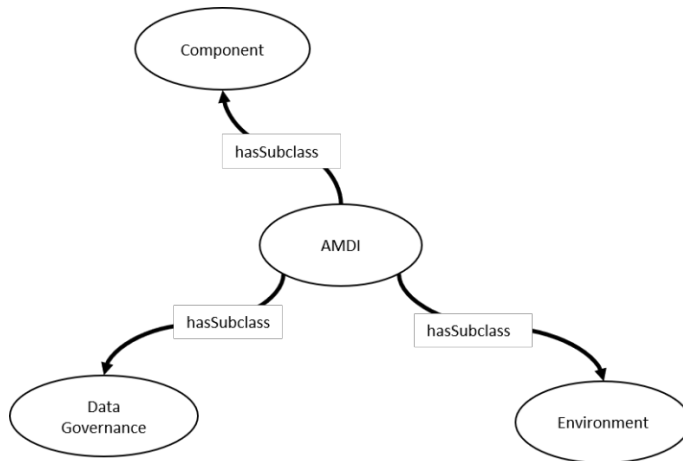 Component
hasSubclass
AMDI
hasSubclass
hasSubclass
Data
Governance
Environment